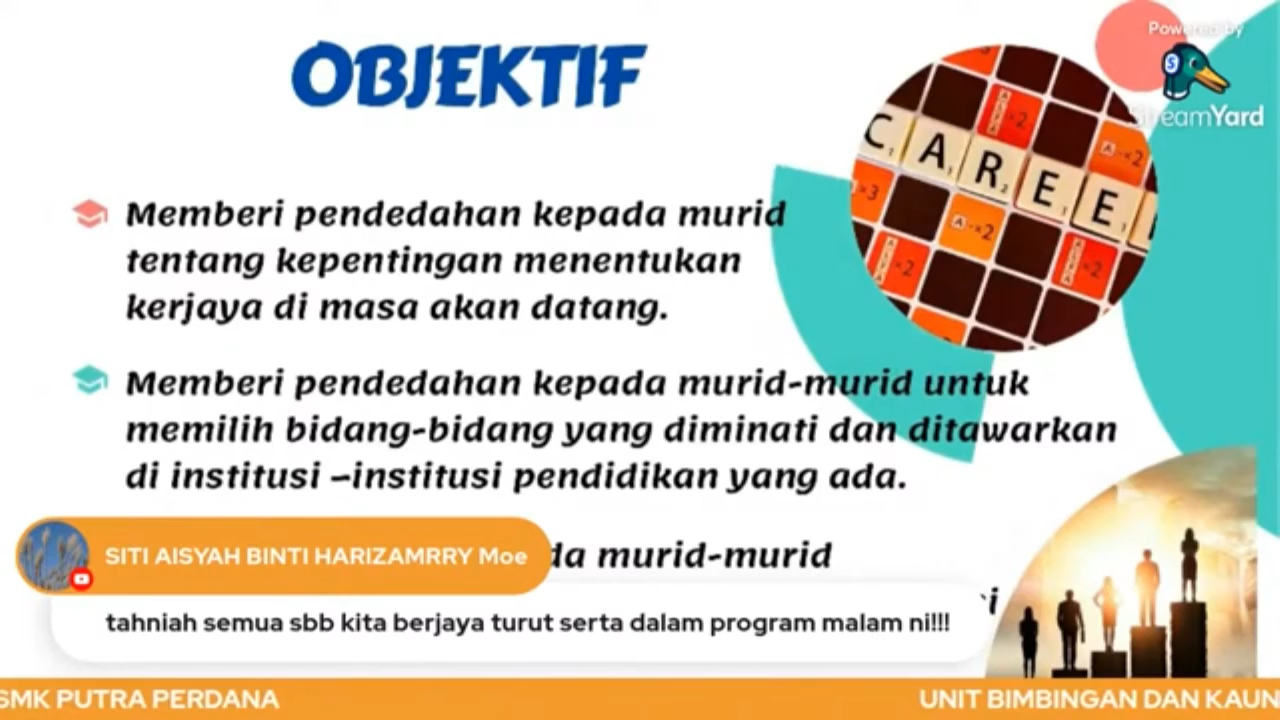 OBJEKTIF
Powered by
StreamYard
CAREE
Memberi pendedahan kepada murid
tentang kepentingan menentukan
kerjaya di masa akan datang.
Memberi pendedahan kepada murid-murid untuk
memilih bidang-bidang yang diminati dan ditawarkan
di institusi –institusi pendidikan yang ada.
da murid-murid
SITI AISYAH BINTI HARIZAMRRY Moe
tahniah semua sbb kita berjaya turut serta dalam program malam ni!!!
SMK PUTRA PERDANA
UNIT BIMBINGAN DAN KAUN